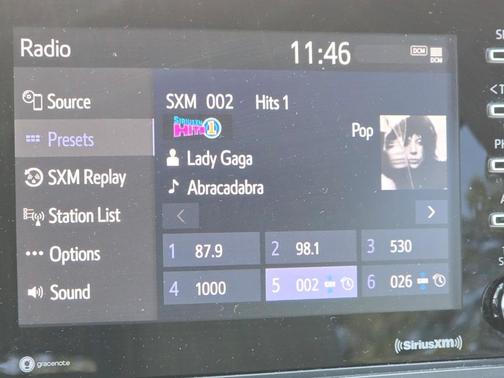 Radio 11:46 DCM DCM
Source
Presets
SXM Replay
Station List
Options
Sound
SXM 002 Hits 1
SIRIUSXM HITS 1
Pop
Lady Gaga
Abracadabra
1 87.9 2 98.1 3 530
4 1000 5 002 6 026
gracenote
SiriusXM